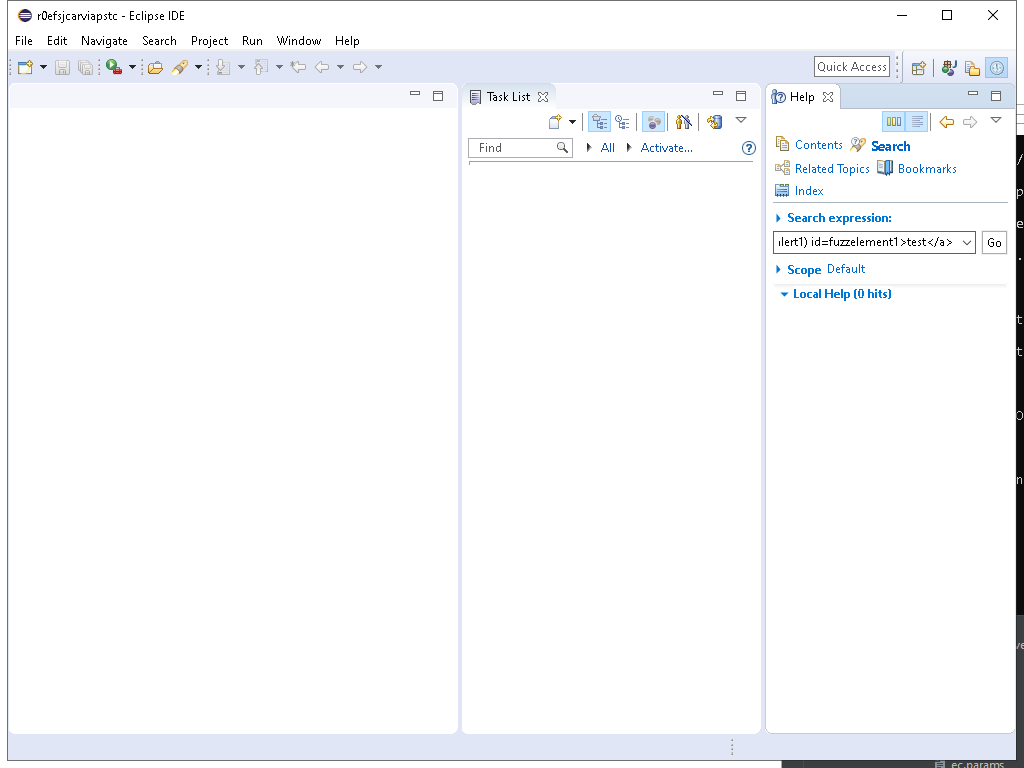 r0efsjcarviapstc - Eclipse IDE
File Edit Navigate Search Project Run Window Help
Quick Access
Task List
Help
Find
All
Activate...
Contents
Search
Related Topics
Bookmarks
Index
Search expression:
lert1) id=fuzzelement1>test</a>
Go
Scope Default
Local Help (0 hits)
ec.params